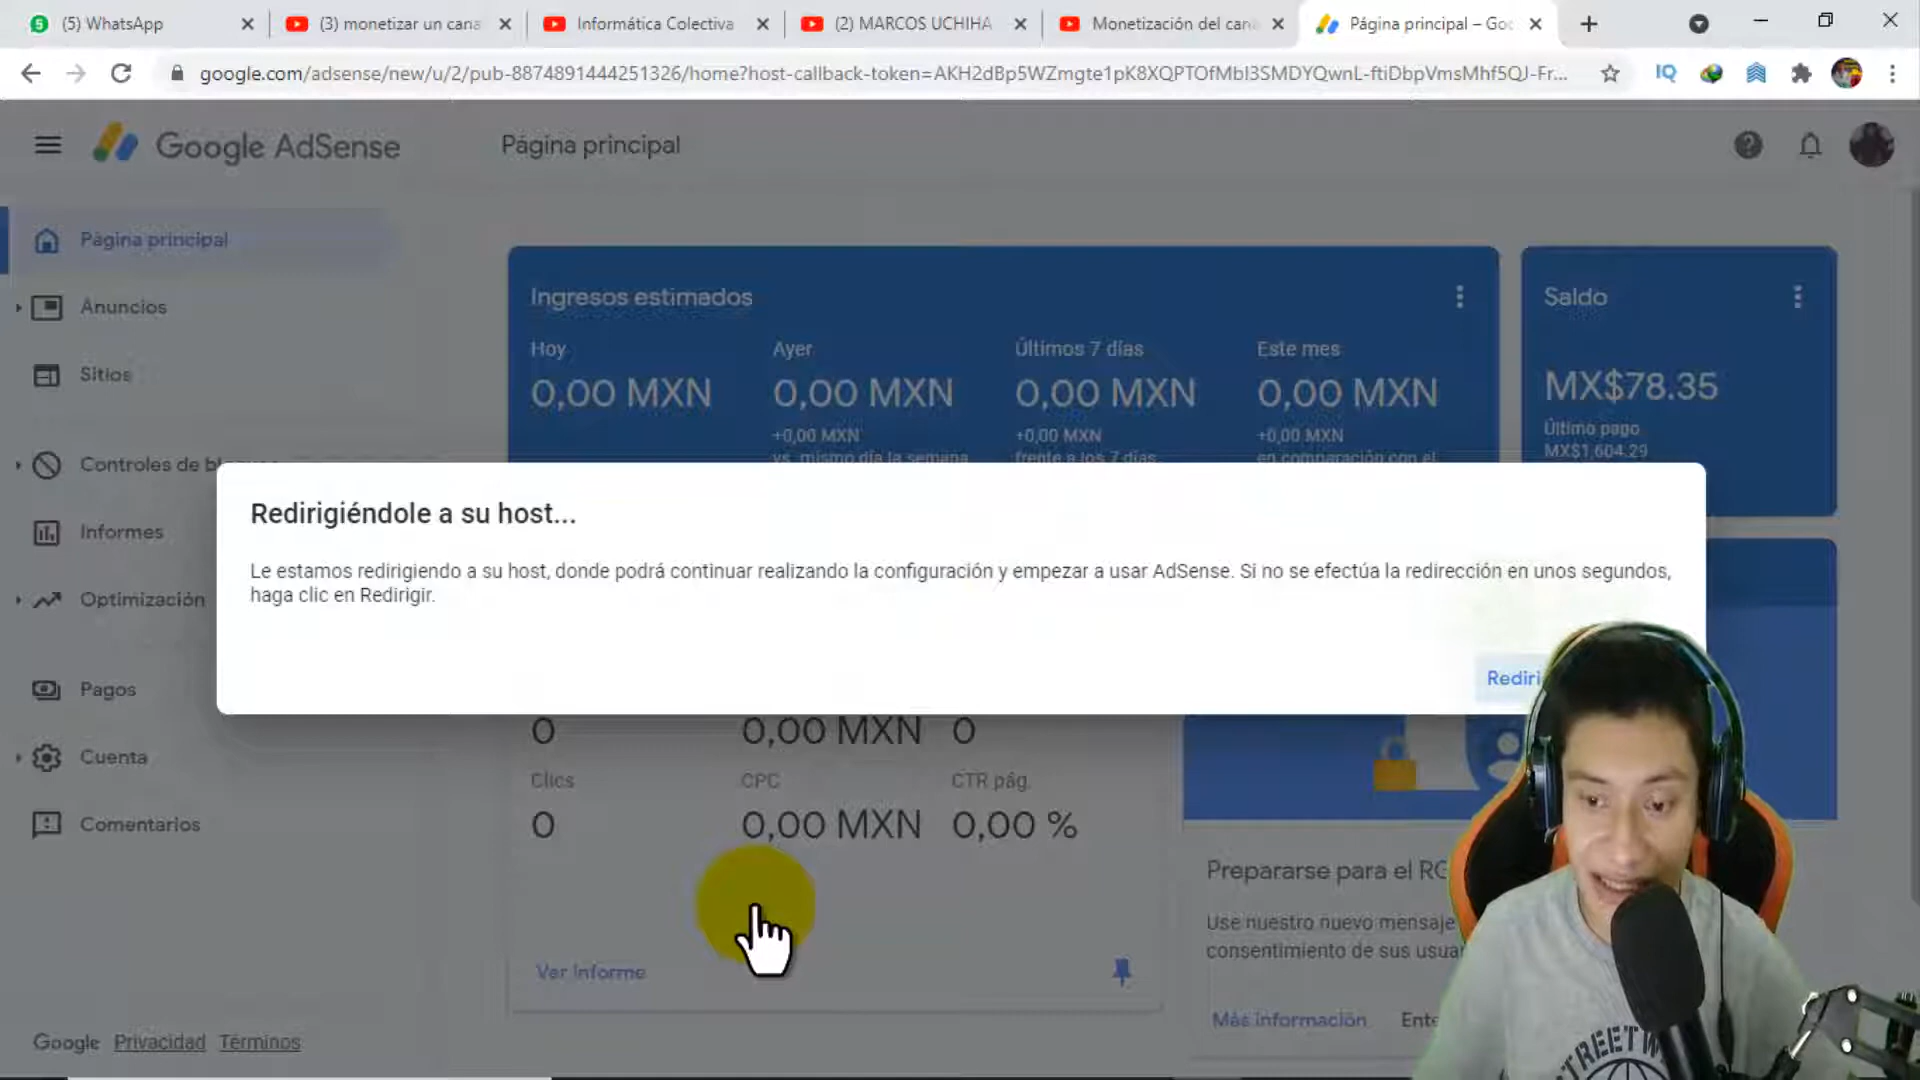 (5) WhatsApp
(3) monetizar un cana
Informática Colectiva
(2) MARCOS UCHIHA
Monetización del can
Página principal – Goo
google.com/adsense/new/u/2/pub-8874891444251326/home?host-callback-token=AKH2dBp5WZmgte1pK8XQPTOfMbI3SMDYQwnL-ftiDbpVmsMhf5QJ-Fr...
IQ
Google AdSense
Página principal
Página principal
Anuncios
Sitios
Controles de
Informes
Optimización
Pagos
Cuenta
Comentarios
Google Privacidad Términos
Ingresos estimados
Hoy
0,00 MXN
Ayer
0,00 MXN
+0,00 MXN
vs. mismo día la semana
Últimos 7 días
0,00 MXN
+0,00 MXN
frente a los 7 días
Este mes
0,00 MXN
+0,00 MXN
en comparación con el
Saldo
MX$78.35
Último pago
MX$1,604.29
Redirigiéndole a su host...
Le estamos redirigiendo a su host, donde podrá continuar realizando la configuración y empezar a usar AdSense. Si no se efectúa la redirección en unos segundos,
haga clic en Redirigir.
Rediri
0
0,00 MXN
0
Clics
CPC
CTR pág.
0
0,00 MXN
0,00 %
Ver informe
Prepararse para el RG
Use nuestro nuevo mensaje
consentimiento de sus usua
Más información
Ente
STREETW